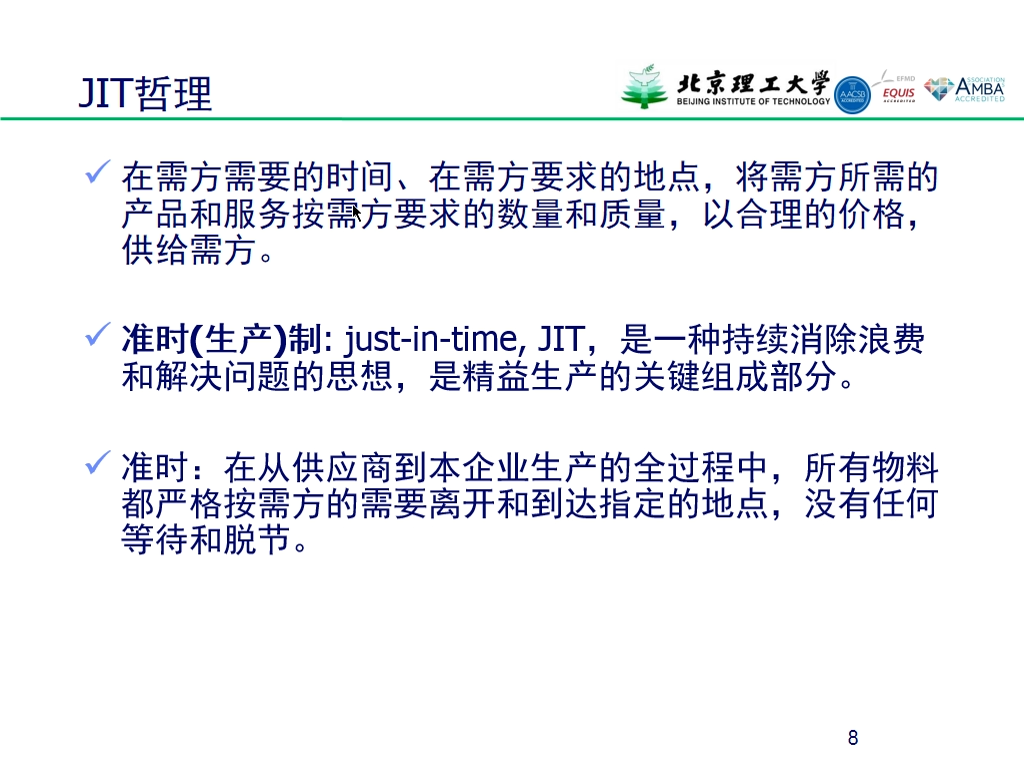 JIT哲理
北京理工大学
BEIJING INSTITUTE OF TECHNOLOGY
AACSB
ACCREDITED
EFMD
EQUIS
ACCREDITED
ASSOCIATION
AMBA
ACCREDITED
在需方需要的时间、在需方要求的地点，将需方所需的
产品和服务按需方要求的数量和质量，以合理的价格，
供给需方。
准时(生产)制: just-in-time, JIT，是一种持续消除浪费
和解决问题的思想，是精益生产的关键组成部分。
准时：在从供应商到本企业生产的全过程中，所有物料
都严格按需方的需要离开和到达指定的地点，没有任何
等待和脱节。
8